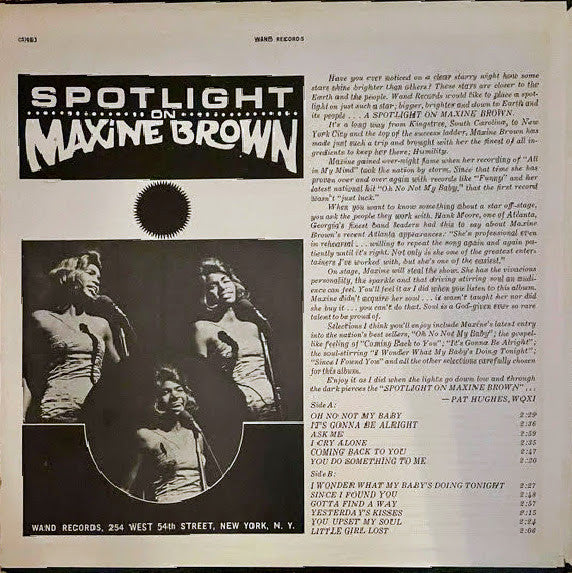 WAND RECORDS
SPOTLIGHT
ON
MAXINE BROWN
WAND RECORDS, 254 WEST 54th STREET, NEW YORK, N. Y.
Have you ever noticed on a clear starry night how some
stars shine brighter than others? These stars are closer to the
Earth and the people. Wand Records would like to place a spot-
light on just such a star; bigger, brighter and down to Earth and
its people . . . A SPOTLIGHT ON MAXINE BROWN.
It's a long way from Kingstree, South Carolina, to New
York City and the top of the success ladder. Maxine Brown has
made just such a trip and brought with her the finest of all in-
gredients to keep her there; Humility.
Maxine gained over-night fame when her recording of "All
in My Mind" took the nation by storm. Since that time she has
proven over and over again with records like "Funny" and her
latest national hit "Oh No Not My Baby," that the first record
wasn't "just luck."
When you want to know something about a star off-stage,
you ask the people they work with. Hank Moore, one of Atlanta,
Georgia's finest band leaders had this to say about Maxine
Brown's recent Atlanta appearances: "She's professional even
in rehearsal . . . willing to repeat the song again and again pa-
tiently until it's right. Not only is she one of the greatest enter-
tainers I've worked with, but she's one of the easiest."
On stage, Maxine will steal the show. She has the vivacious
personality, the sparkle and that driving stirring soul an audi-
ence can feel. You'll feel it as I did when you listen to this album.
Maxine didn't acquire her soul . . . it wasn't taught her nor did
she buy it . . . you can't do that. Soul is a God-given ever so rare
talent to be proud of.
Selections I think you'll enjoy include Maxine's latest entry
into the nation's best sellers, "Oh No Not My Baby"; the gospel-
like feeling of "Coming Back to You"; "It's Gonna Be Alright";
the soul-stirring "I Wonder What My Baby's Doing Tonight";
"Since I Found You" and all the other selections carefully chosen
for this album.
Enjoy it as I did when the lights go down low and through
the dark pierces the "SPOTLIGHT ON MAXINE BROWN" . . .
— PAT HUGHES, WQXI
Side A:
OH NO NOT MY BABY 2:29
IT'S GONNA BE ALRIGHT 2:36
ASK ME 2:59
I CRY ALONE 2:35
COMING BACK TO YOU 2:47
YOU DO SOMETHING TO ME 2:20
Side B:
I WONDER WHAT MY BABY'S DOING TONIGHT 2:27
SINCE I FOUND YOU 2:48
GOTTA FIND A WAY 2:57
YESTERDAY'S KISSES 2:15
YOU UPSET MY SOUL 2:24
LITTLE GIRL LOST 2:06